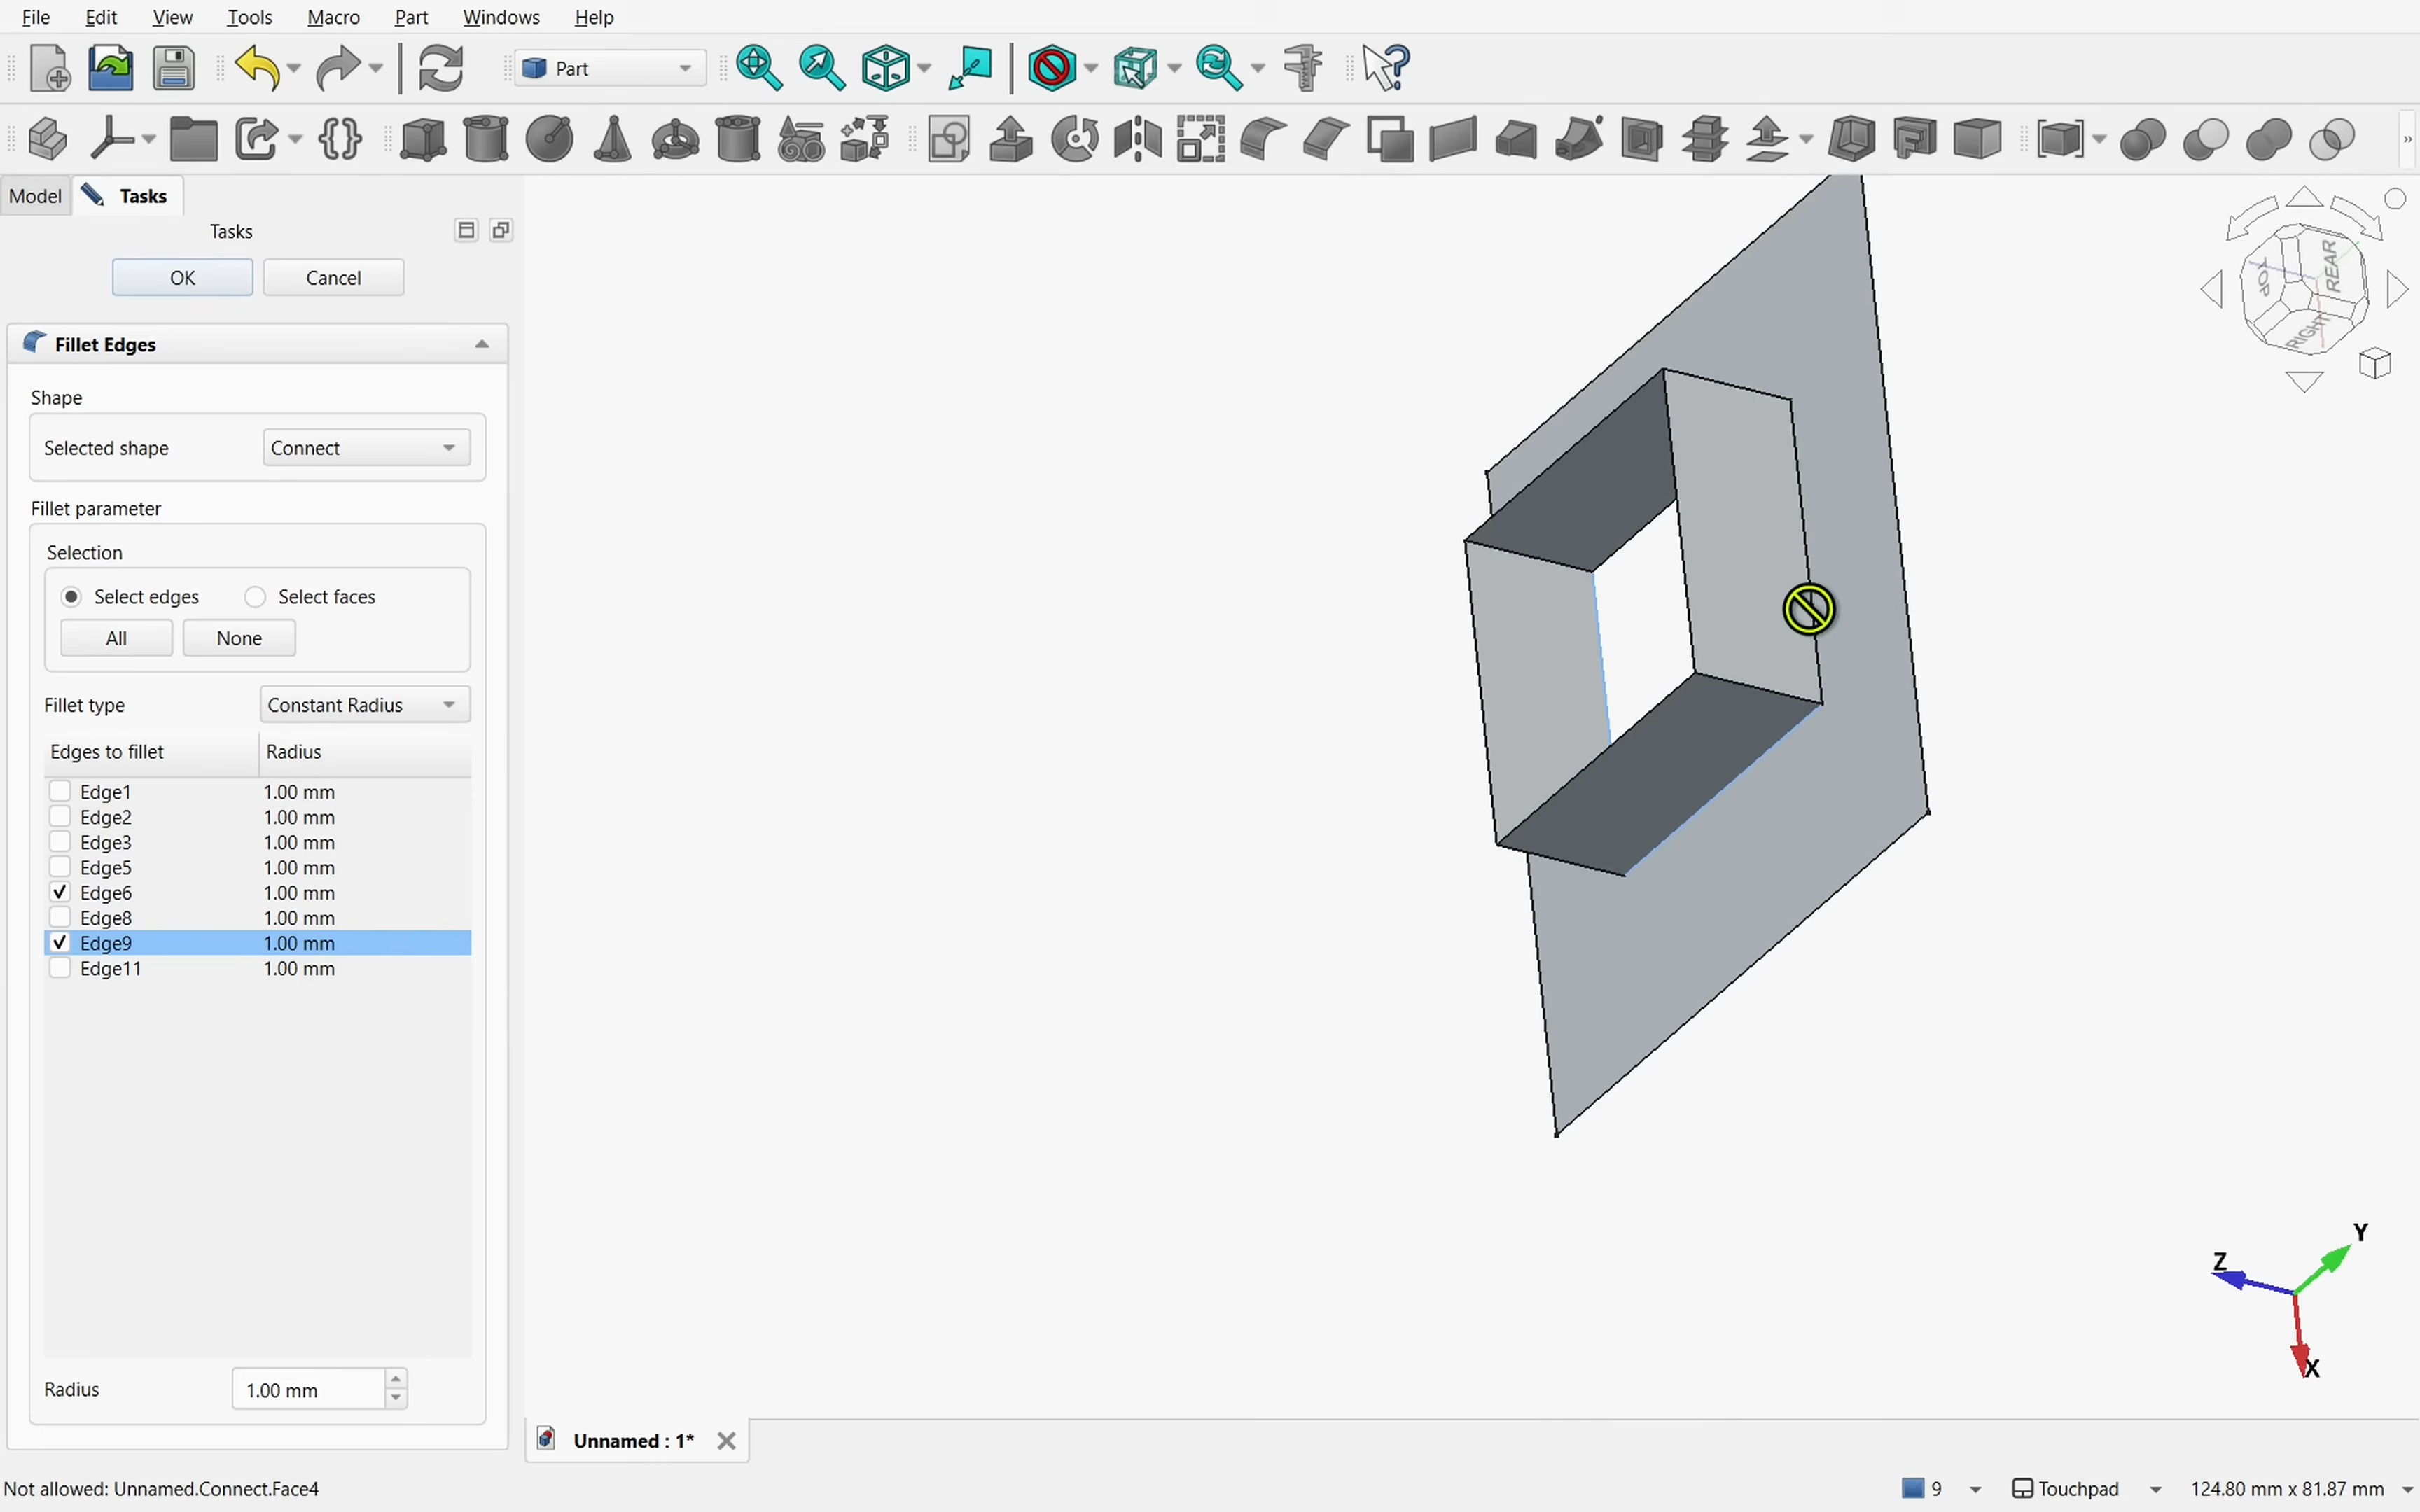 File Edit View Tools Macro Part Windows Help
Part
Model Tasks
Tasks
OK Cancel
Fillet Edges
Shape
Selected shape Connect
Fillet parameter
Selection
Select edges Select faces
All None
Fillet type Constant Radius
Edges to fillet Radius
Edge1 1.00 mm
Edge2 1.00 mm
Edge3 1.00 mm
Edge5 1.00 mm
Edge6 1.00 mm
Edge8 1.00 mm
Edge9 1.00 mm
Edge11 1.00 mm
Radius 1.00 mm
TOP REAR
RIGHT
Y
Z
X
Unnamed : 1*
Not allowed: Unnamed.Connect.Face4 9 Touchpad 124.80 mm x 81.87 mm